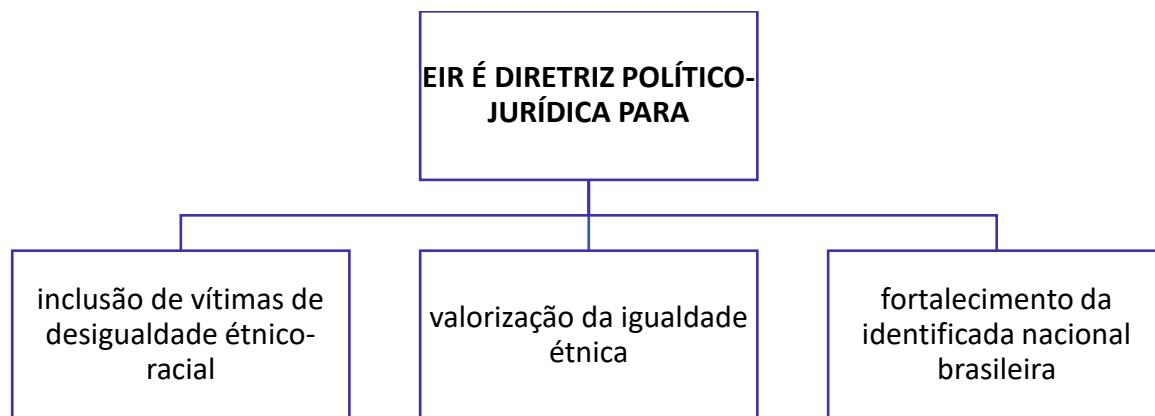 EIR É DIRETRIZ POLÍTICO-
JURÍDICA PARA
inclusão de vítimas de
desigualdade étnico-
racial
valorização da igualdade
étnica
fortalecimento da
identificada nacional
brasileira